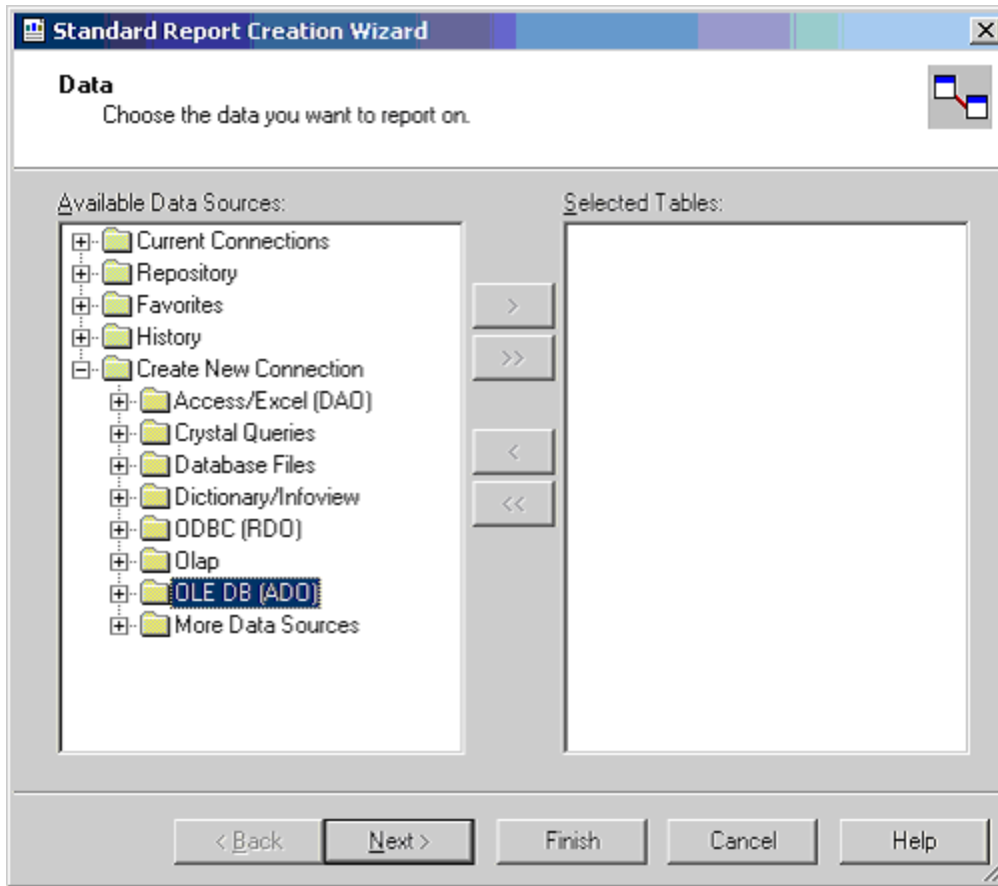 Standard Report Creation Wizard
Data
Choose the data you want to report on.
Available Data Sources:
Selected Tables:
Current Connections
Repository
Favorites
History
Create New Connection
Access/Excel (DAO)
Crystal Queries
Database Files
Dictionary/Infoview
ODBC (RDO)
Olap
OLE DB (ADO)
More Data Sources
>
>>
<
<<
< Back
Next >
Finish
Cancel
Help